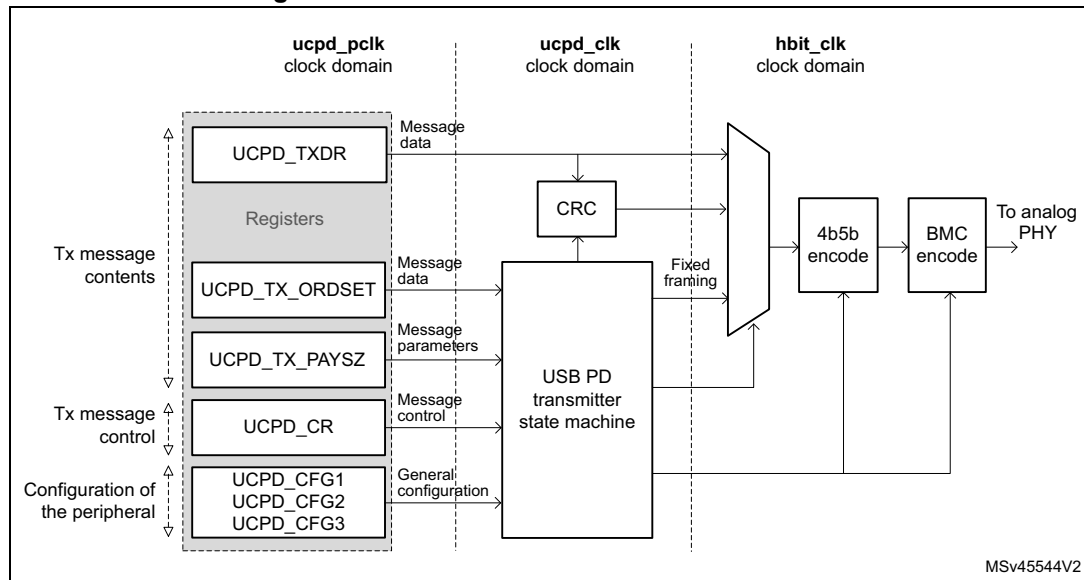 ucpd_pclk
clock domain
ucpd_clk
clock domain
hbit_clk
clock domain
Tx message
contents
Tx message
control
Configuration of
the peripheral
UCPD_TXDR
Registers
UCPD_TX_ORDSET
UCPD_TX_PAYSZ
UCPD_CR
UCPD_CFG1
UCPD_CFG2
UCPD_CFG3
Message
data
Message
data
Message
parameters
Message
control
General
configuration
CRC
USB PD
transmitter
state machine
Fixed
framing
4b5b
encode
BMC
encode
To analog
PHY
MSv45544V2